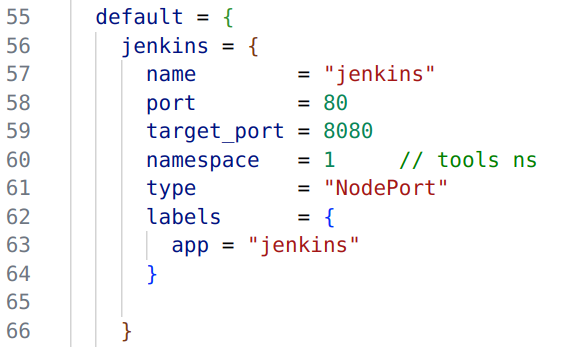 55 default = {
56 jenkins = {
57 name = "jenkins"
58 port = 80
59 target_port = 8080
60 namespace = 1 // tools ns
61 type = "NodePort"
62 labels = {
63 app = "jenkins"
64 }
65
66 }